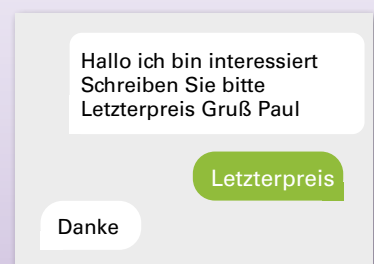 Hallo ich bin interessiert
Schreiben Sie bitte
Letzterpreis Gruß Paul
Letzterpreis
Danke